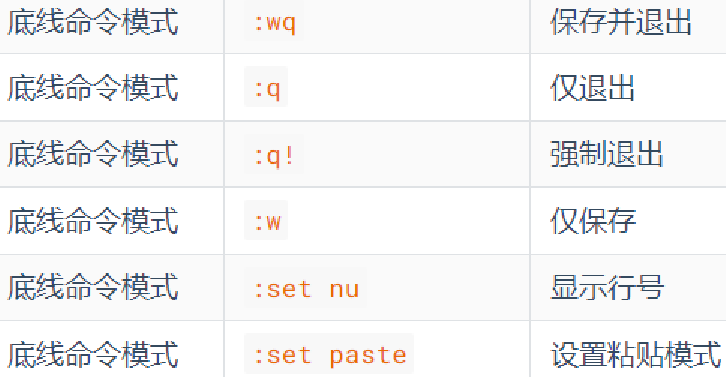 底线命令模式 :wq 保存并退出
底线命令模式 :q 仅退出
底线命令模式 :q! 强制退出
底线命令模式 :w 仅保存
底线命令模式 :set nu 显示行号
底线命令模式 :set paste 设置粘贴模式